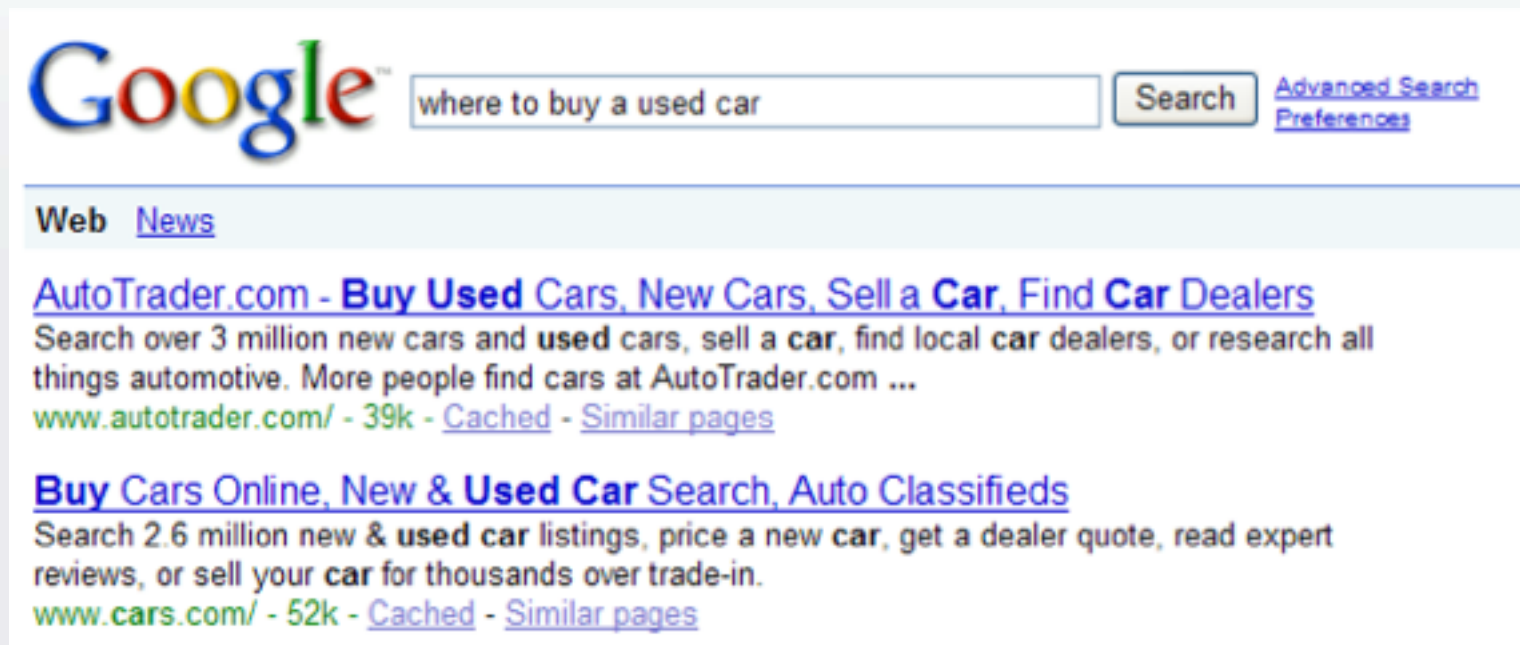 Google™
where to buy a used car
Search
Advanced Search
Preferences
Web News
AutoTrader.com - Buy Used Cars, New Cars, Sell a Car, Find Car Dealers
Search over 3 million new cars and used cars, sell a car, find local car dealers, or research all
things automotive. More people find cars at AutoTrader.com ...
www.autotrader.com/ - 39k - Cached - Similar pages
Buy Cars Online, New & Used Car Search, Auto Classifieds
Search 2.6 million new & used car listings, price a new car, get a dealer quote, read expert
reviews, or sell your car for thousands over trade-in.
www.cars.com/ - 52k - Cached - Similar pages